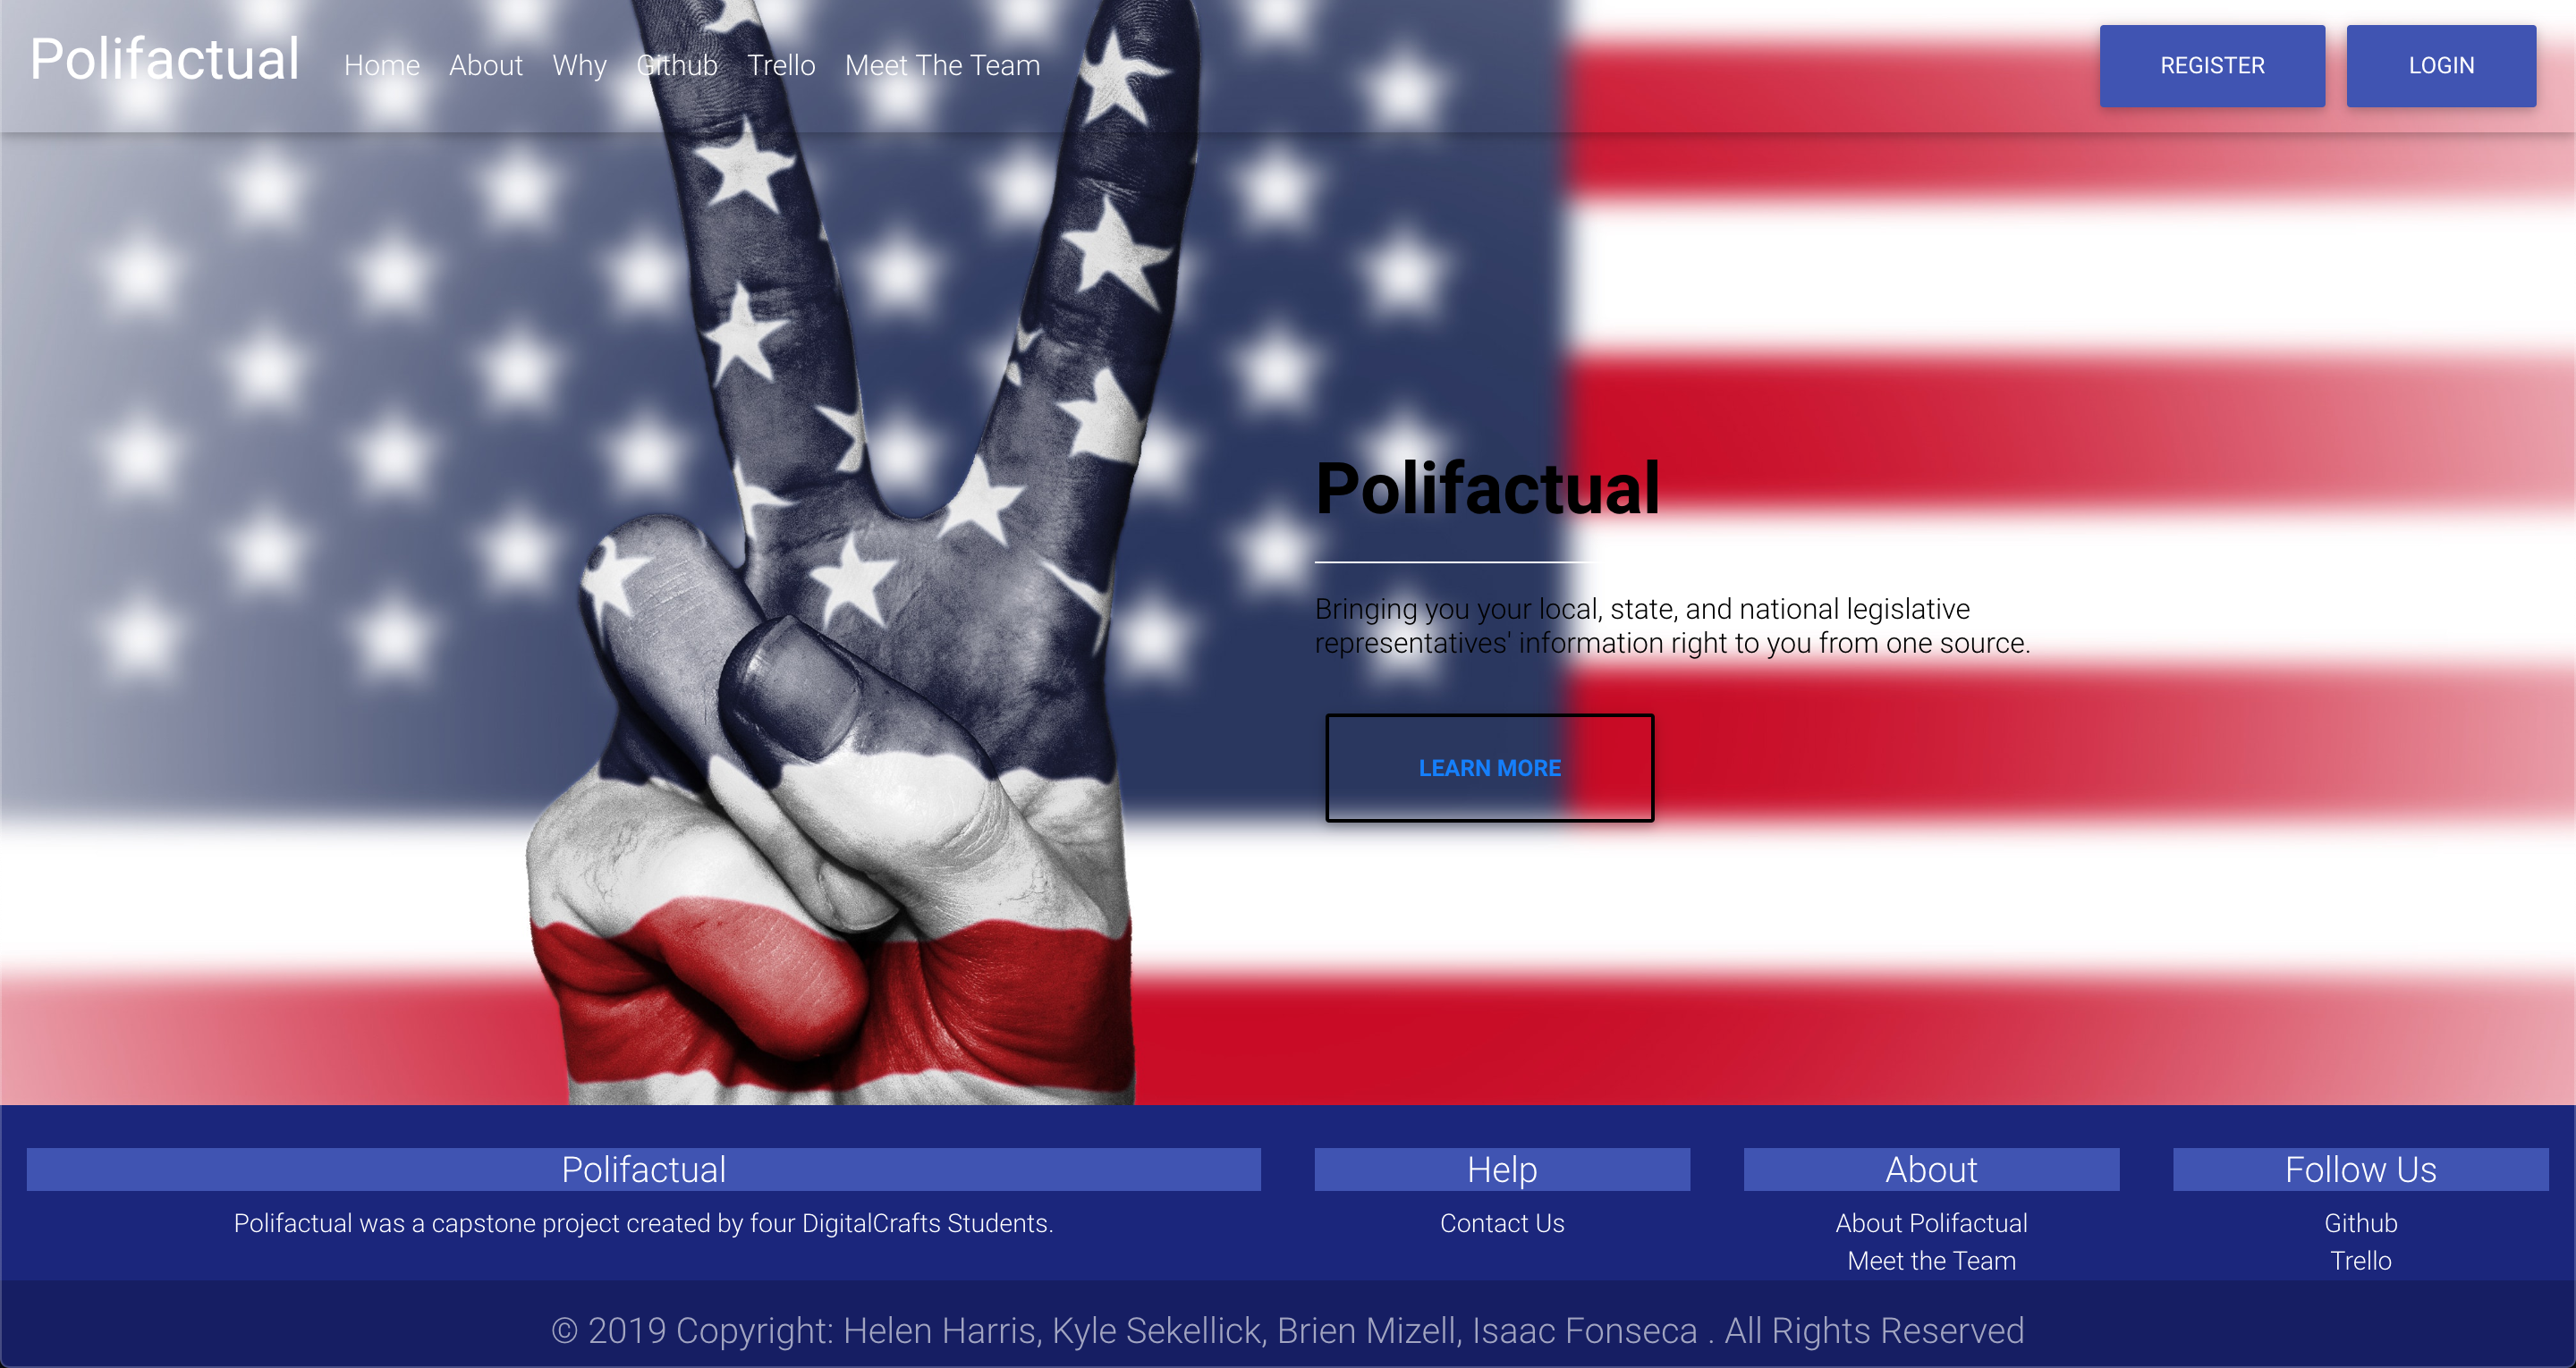 Polifactual
Home About Why Github Trello Meet The Team
REGISTER LOGIN
Polifactual
Bringing you your local, state, and national legislative
representatives' information right to you from one source.
LEARN MORE
Polifactual
Polifactual was a capstone project created by four DigitalCrafts Students.
Help
Contact Us
About
About Polifactual
Meet the Team
Follow Us
Github
Trello
© 2019 Copyright: Helen Harris, Kyle Sekellick, Brien Mizell, Isaac Fonseca . All Rights Reserved